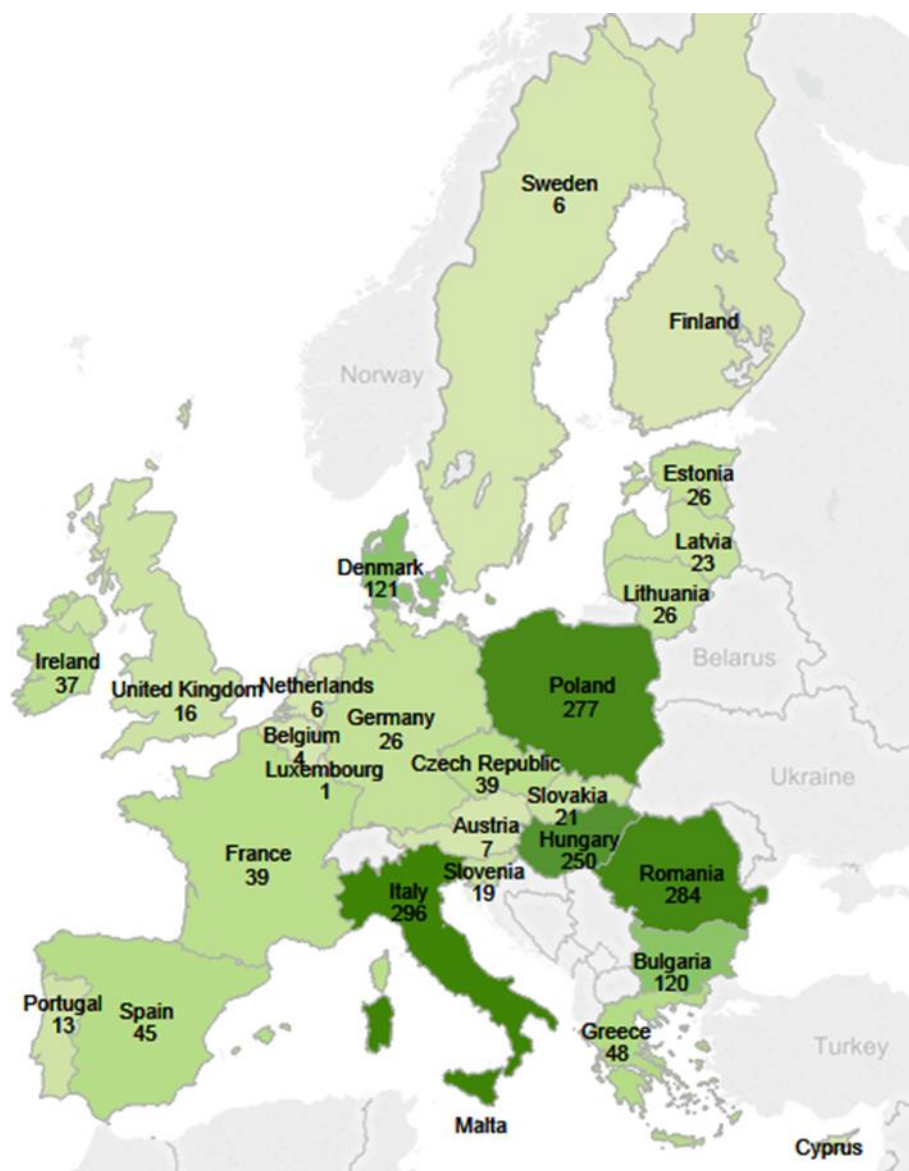 Sweden
6
Finland
Norway
Estonia
26
Latvia
23
Denmark
121
Lithuania
26
Belarus
Ireland
37
United Kingdom
16
Netherlands
6
Poland
277
Germany
26
Belgium
4
Luxembourg
1
Czech Republic
39
Ukraine
Slovakia
21
Austria
7
Hungary
250
France
39
Slovenia
19
Romania
284
Italy
296
Bulgaria
120
Portugal
13
Spain
45
Greece
48
Turkey
Malta
Cyprus